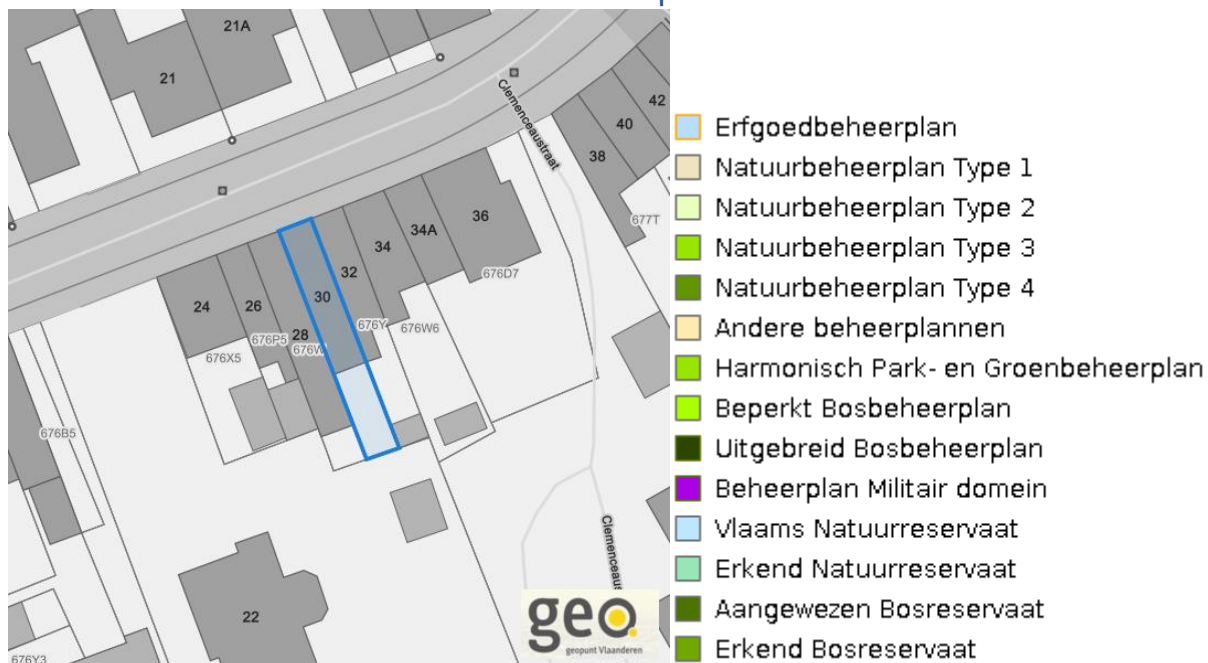 21A
21
42
40
38
Clemenceaustraat
677T
36
34A
34
32
676D7
30
24
26
28
676P5
676Y
676W6
676W
676X5
676B5
22
676Y3
Clemenceaus
geo
geopunt Vlaanderen
Erfgoedbeheerplan
Natuurbeheerplan Type 1
Natuurbeheerplan Type 2
Natuurbeheerplan Type 3
Natuurbeheerplan Type 4
Andere beheerplannen
Harmonisch Park- en Groenbeheerplan
Beperkt Bosbeheerplan
Uitgebreid Bosbeheerplan
Beheerplan Militair domein
Vlaams Natuurreservaat
Erkend Natuurreservaat
Aangewezen Bosreservaat
Erkend Bosreservaat